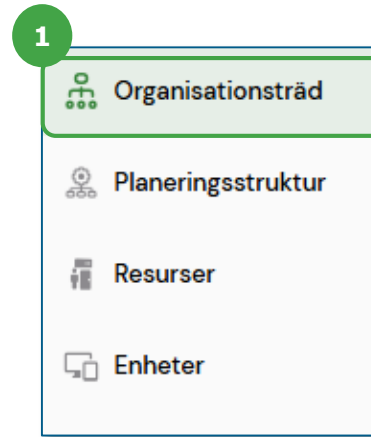 1
Organisationsträd
Planeringsstruktur
Resurser
Enheter